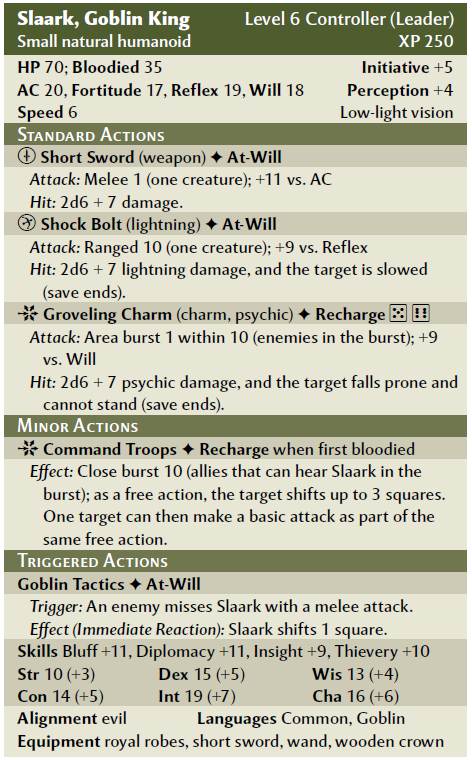 Slaark, Goblin King Level 6 Controller (Leader)
Small natural humanoid XP 250
HP 70; Bloodied 35 Initiative +5
AC 20, Fortitude 17, Reflex 19, Will 18 Perception +4
Speed 6 Low-light vision
STANDARD ACTIONS
Short Sword (weapon) ✦ At-Will
Attack: Melee 1 (one creature); +11 vs. AC
Hit: 2d6 + 7 damage.
Shock Bolt (lightning) ✦ At-Will
Attack: Ranged 10 (one creature); +9 vs. Reflex
Hit: 2d6 + 7 lightning damage, and the target is slowed
(save ends).
Groveling Charm (charm, psychic) ✦ Recharge ⚄ ⚅
Attack: Area burst 1 within 10 (enemies in the burst); +9
vs. Will
Hit: 2d6 + 7 psychic damage, and the target falls prone and
cannot stand (save ends).
MINOR ACTIONS
Command Troops ✦ Recharge when first bloodied
Effect: Close burst 10 (allies that can hear Slaark in the
burst); as a free action, the target shifts up to 3 squares.
One target can then make a basic attack as part of the
same free action.
TRIGGERED ACTIONS
Goblin Tactics ✦ At-Will
Trigger: An enemy misses Slaark with a melee attack.
Effect (Immediate Reaction): Slaark shifts 1 square.
Skills Bluff +11, Diplomacy +11, Insight +9, Thievery +10
Str 10 (+3) Dex 15 (+5) Wis 13 (+4)
Con 14 (+5) Int 19 (+7) Cha 16 (+6)
Alignment evil Languages Common, Goblin
Equipment royal robes, short sword, wand, wooden crown